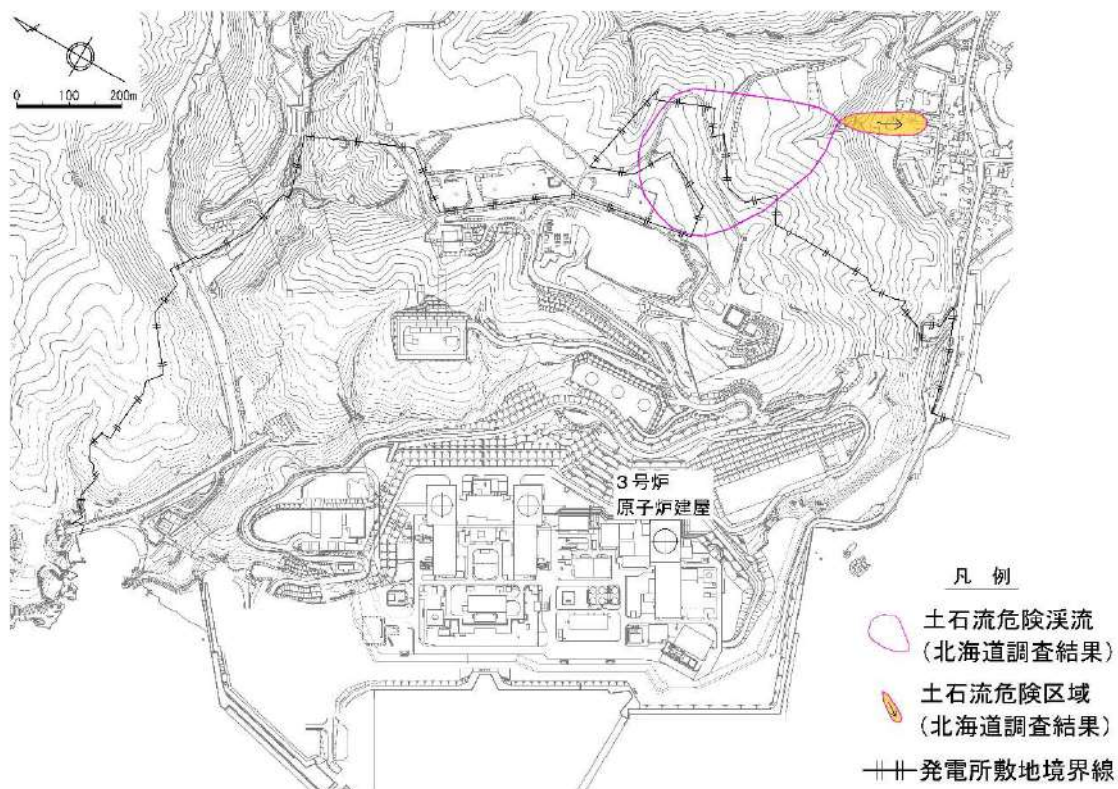 0 100 200m
3号炉
原子炉建屋
凡 例
土石流危険渓流
(北海道調査結果)
土石流危険区域
(北海道調査結果)
発電所敷地境界線